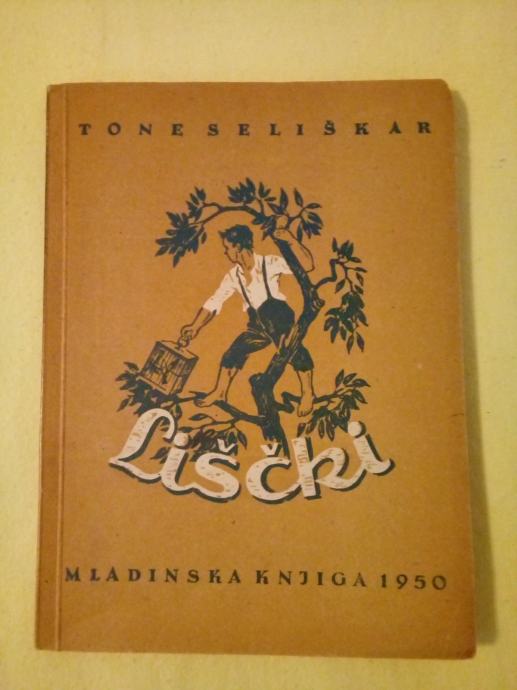 TONE SELIŠKAR
Liščki
MLADINSKA KNJIGA 1950